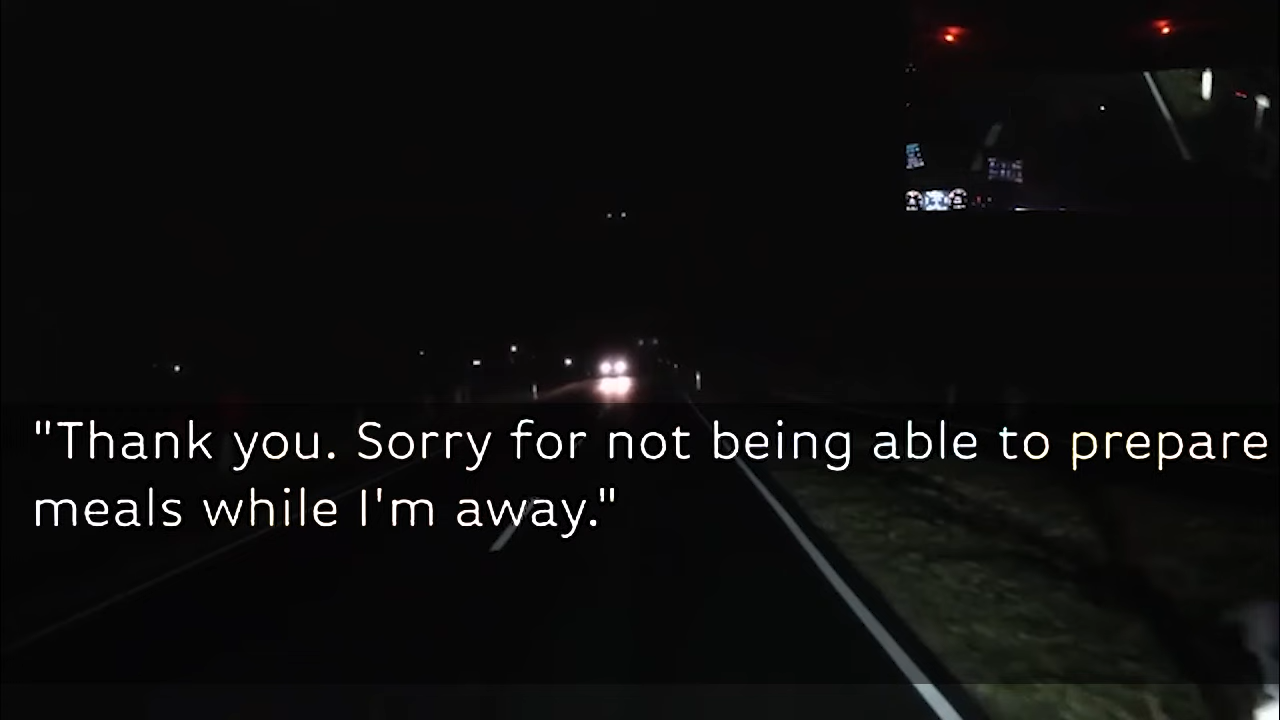 "Thank you. Sorry for not being able to prepare
meals while I'm away."